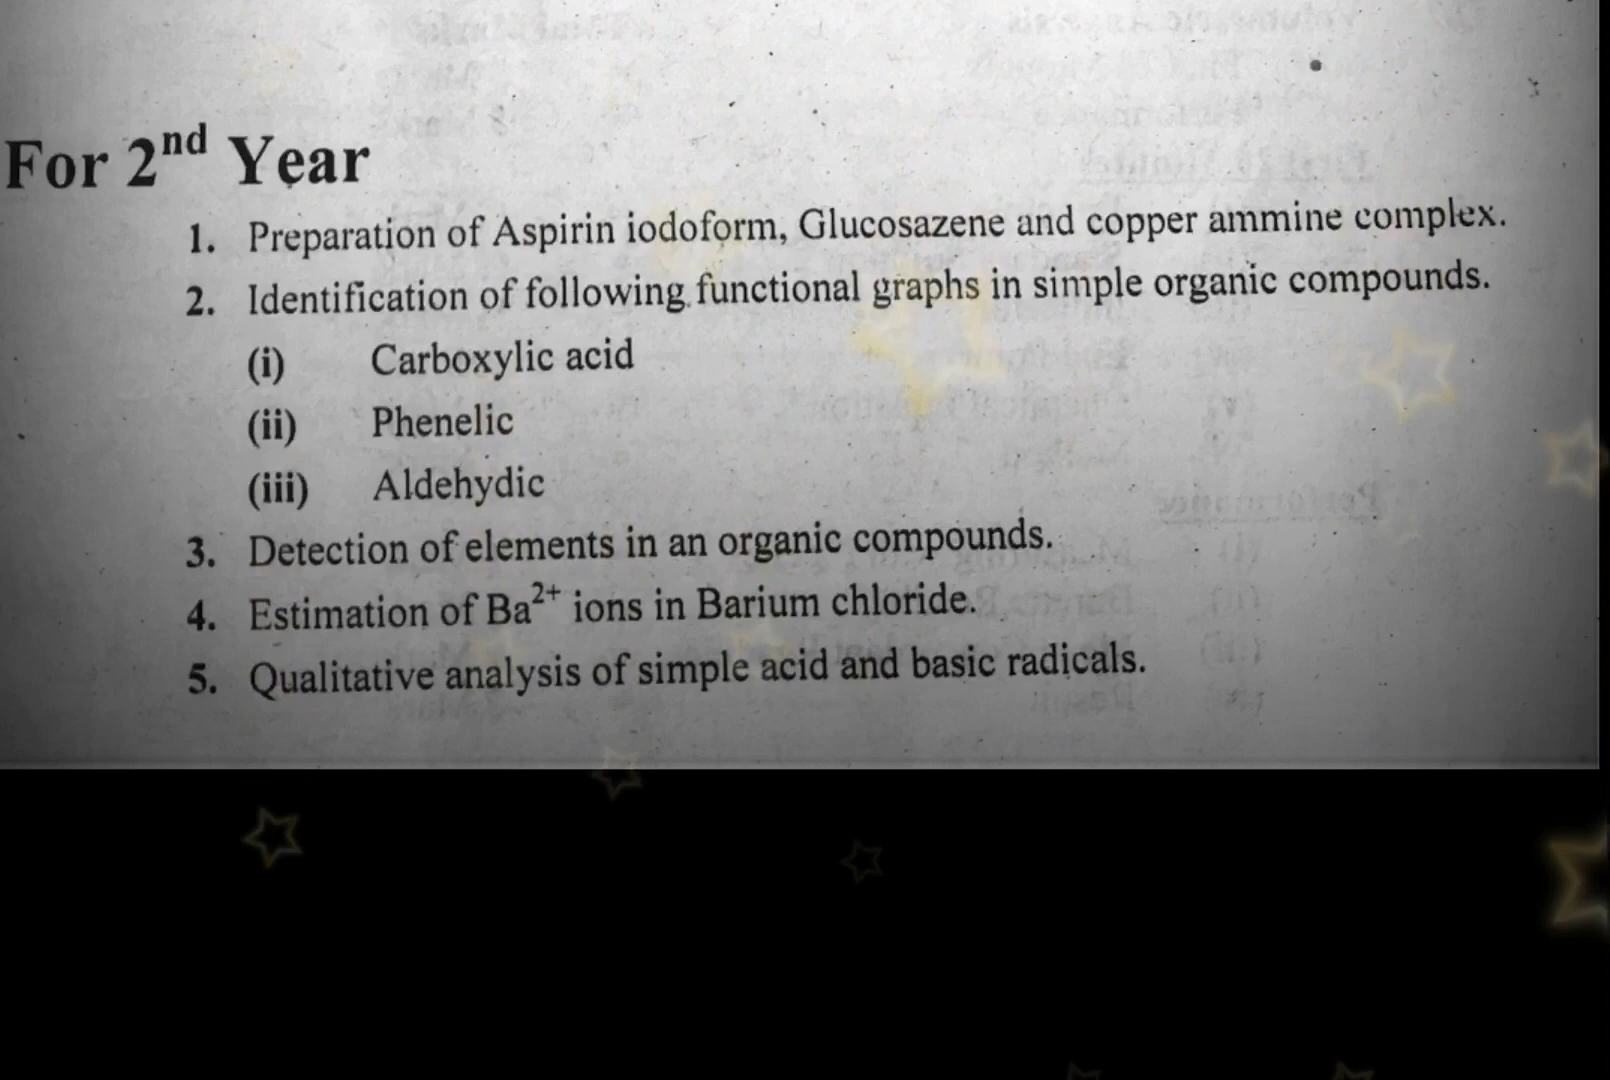 For 2nd Year
1. Preparation of Aspirin iodoform, Glucosazene and copper ammine complex.
2. Identification of following functional graphs in simple organic compounds.
(i) Carboxylic acid
(ii) Phenelic
(iii) Aldehydic
3. Detection of elements in an organic compounds.
4. Estimation of Ba2+ ions in Barium chloride.
5. Qualitative analysis of simple acid and basic radicals.